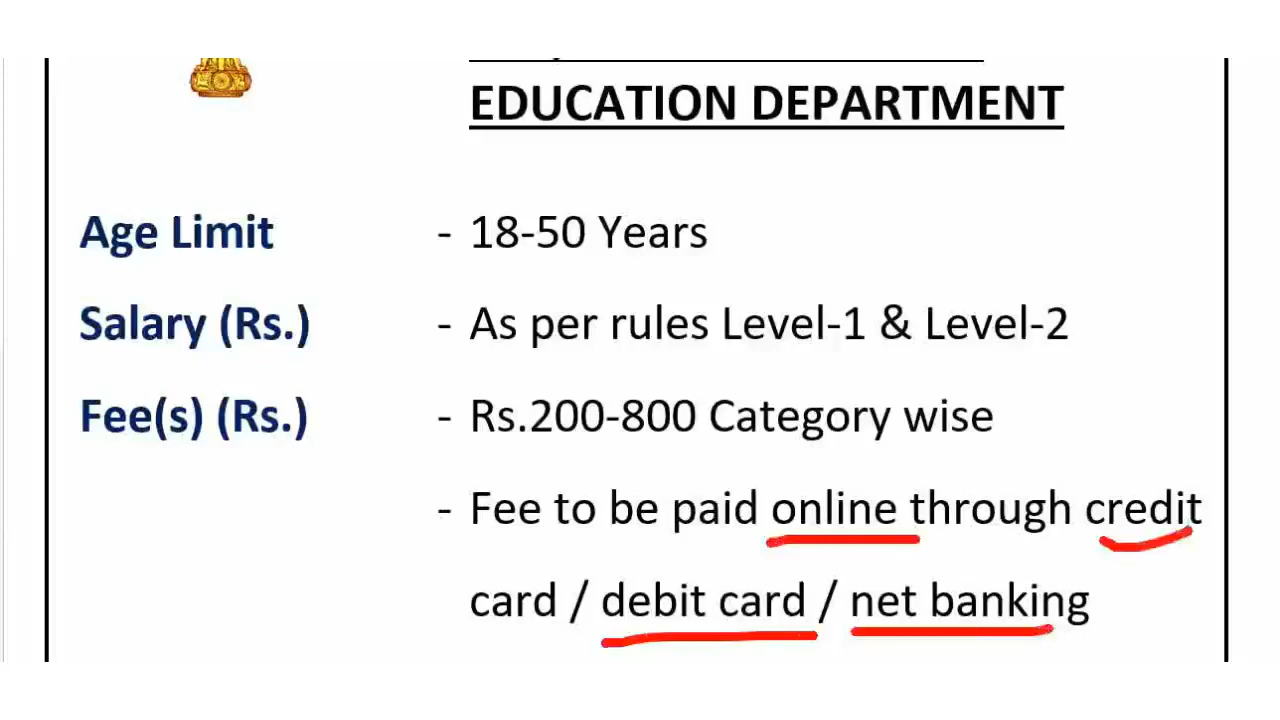 EDUCATION DEPARTMENT
Age Limit - 18-50 Years
Salary (Rs.) - As per rules Level-1 & Level-2
Fee(s) (Rs.) - Rs.200-800 Category wise
- Fee to be paid online through credit
card / debit card / net banking